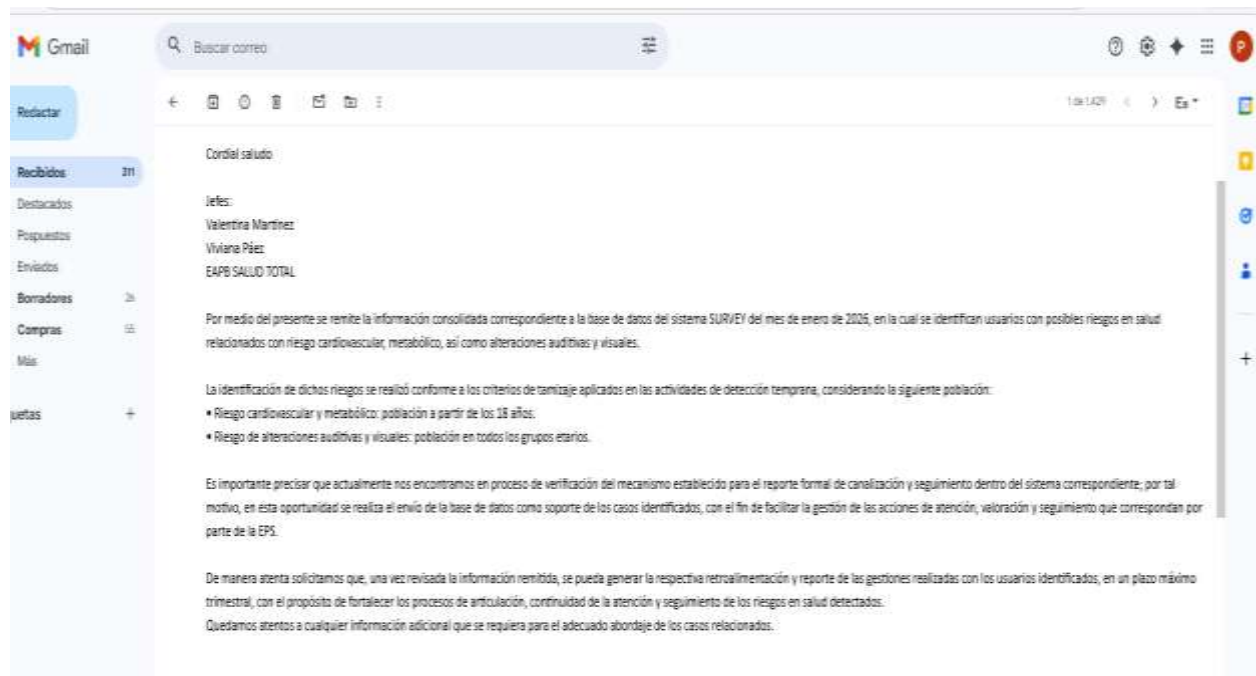 Gmail
Buscar correo
P
Redactar
1 de 1.429
Es
Recibidos 311
Destacados
Pospuestos
Enviados
Borradores 26
Compras
Más
uetas
Cordial saludo
Jefes:
Valentina Martínez
Viviana Páez
EAPB SALUD TOTAL
Por medio del presente se remite la información consolidada correspondiente a la base de datos del sistema SURVEY del mes de enero de 2026, en la cual se identifican usuarios con posibles riesgos en salud
relacionados con riesgo cardiovascular, metabólico, así como alteraciones auditivas y visuales.
La identificación de dichos riesgos se realizó conforme a los criterios de tamizaje aplicados en las actividades de detección temprana, considerando la siguiente población:
• Riesgo cardiovascular y metabólico: población a partir de los 18 años.
• Riesgo de alteraciones auditivas y visuales: población en todos los grupos etarios.
Es importante precisar que actualmente nos encontramos en proceso de verificación del mecanismo establecido para el reporte formal de canalización y seguimiento dentro del sistema correspondiente; por tal
motivo, en ésta oportunidad se realiza el envío de la base de datos como soporte de los casos identificados, con el fin de facilitar la gestión de las acciones de atención, valoración y seguimiento que correspondan por
parte de la EPS.
De manera atenta solicitamos que, una vez revisada la información remitida, se pueda generar la respectiva retroalimentación y reporte de las gestiones realizadas con los usuarios identificados, en un plazo máximo
trimestral, con el propósito de fortalecer los procesos de articulación, continuidad de la atención y seguimiento de los riesgos en salud detectados.
Quedamos atentos a cualquier información adicional que se requiera para el adecuado abordaje de los casos relacionados.